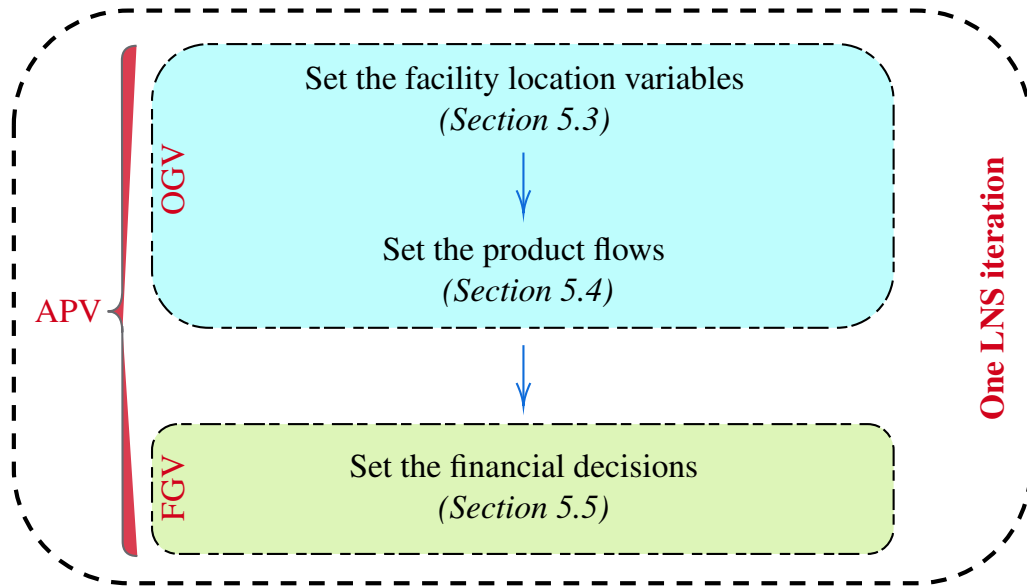 Set the facility location variables
(Section 5.3)
OGV
Set the product flows
(Section 5.4)
APV
One LNS iteration
Set the financial decisions
(Section 5.5)
FGV